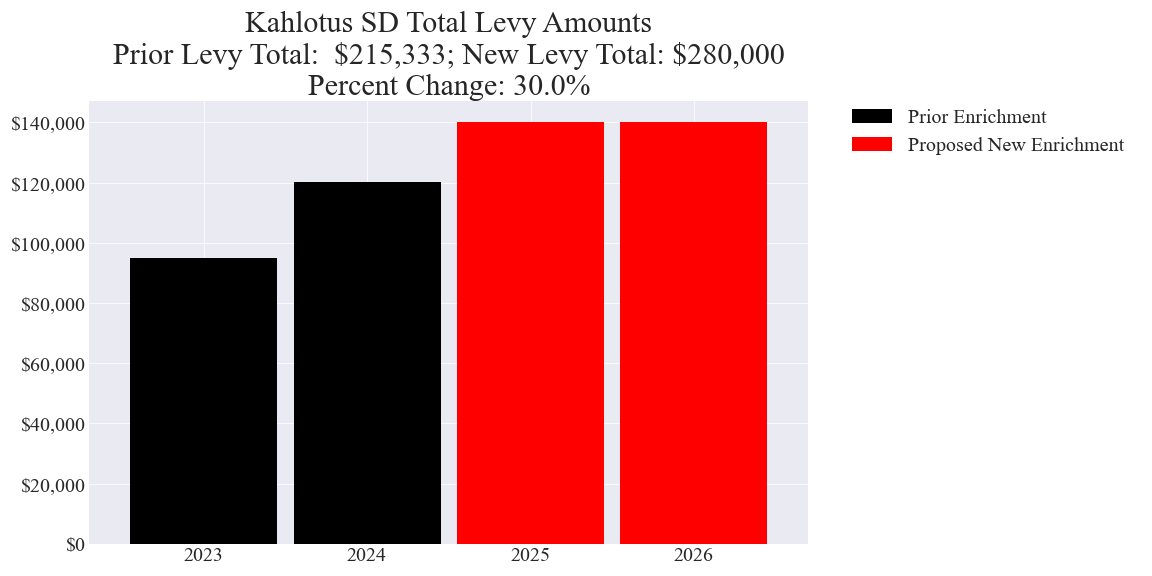 Kahlotus SD Total Levy Amounts
Prior Levy Total:  $215,333; New Levy Total: $280,000
Percent Change: 30.0%
Prior Enrichment
Proposed New Enrichment
$140,000
$120,000
$100,000
$80,000
$60,000
$40,000
$20,000
$0
2023 2024 2025 2026